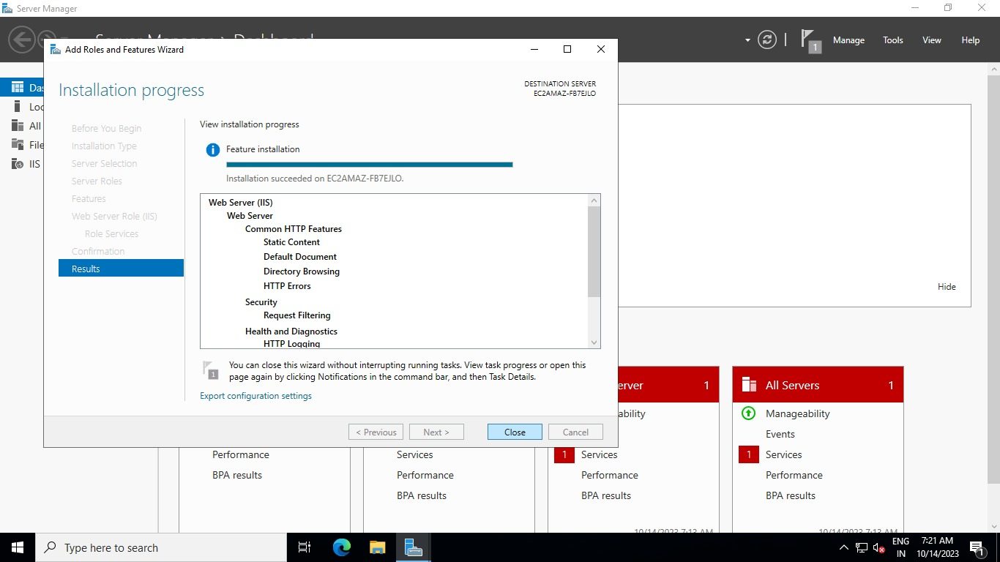 Server Manager
Manage
Tools
View
Help
1
Add Roles and Features Wizard
Installation progress
DESTINATION SERVER
EC2AMAZ-FB7EJLO
Before You Begin
Installation Type
Server Selection
Server Roles
Features
Web Server Role (IIS)
Role Services
Confirmation
Results
View installation progress
Feature installation
Installation succeeded on EC2AMAZ-FB7EJLO.
Web Server (IIS)
Web Server
Common HTTP Features
Static Content
Default Document
Directory Browsing
HTTP Errors
Security
Request Filtering
Health and Diagnostics
HTTP Logging
1
You can close this wizard without interrupting running tasks. View task progress or open this
page again by clicking Notifications in the command bar, and then Task Details.
Export configuration settings
< Previous
Next >
Close
Cancel
Das
Loc
All
File
IIS
Hide
Performance
BPA results
Services
Performance
BPA results
erver 1
ability
1 Services
Performance
BPA results
10/14/2023 7:13 AM
All Servers 1
Manageability
Events
1 Services
Performance
BPA results
10/14/2023 7:13 AM
Type here to search
ENG
IN
7:21 AM
10/14/2023
1